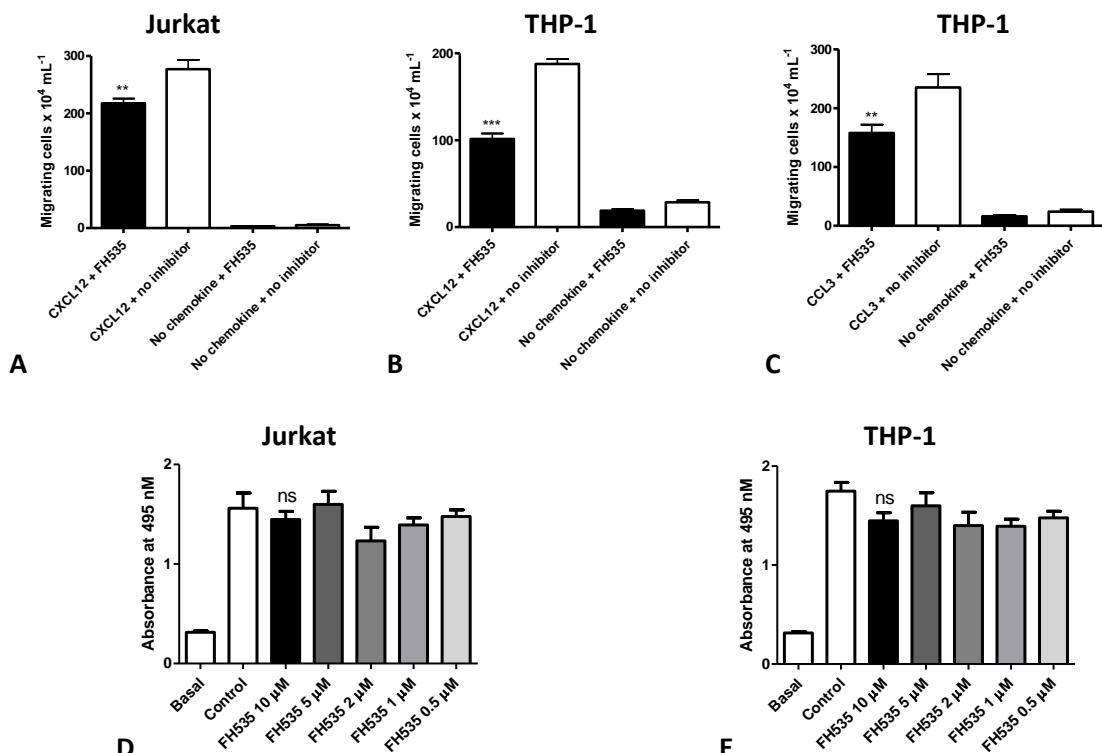 Jurkat
Migrating cells x 10⁴ mL⁻¹
300
200
100
0
**
CXCL12 + FH535
CXCL12 + no inhibitor
No chemokine + FH535
No chemokine + no inhibitor
A
THP-1
Migrating cells x 10⁴ mL⁻¹
200
100
0
***
CXCL12 + FH535
CXCL12 + no inhibitor
No chemokine + FH535
No chemokine + no inhibitor
B
THP-1
Migrating cells x 10⁴ mL⁻¹
300
200
100
0
**
CCL3 + FH535
CCL3 + no inhibitor
No chemokine + FH535
No chemokine + no inhibitor
C
Jurkat
Absorbance at 495 nM
2
1
0
ns
Basal
Control
FH535 10 µM
FH535 5 µM
FH535 2 µM
FH535 1 µM
FH535 0.5 µM
D
THP-1
Absorbance at 495 nM
2
1
0
ns
Basal
Control
FH535 10 µM
FH535 5 µM
FH535 2 µM
FH535 1 µM
FH535 0.5 µM